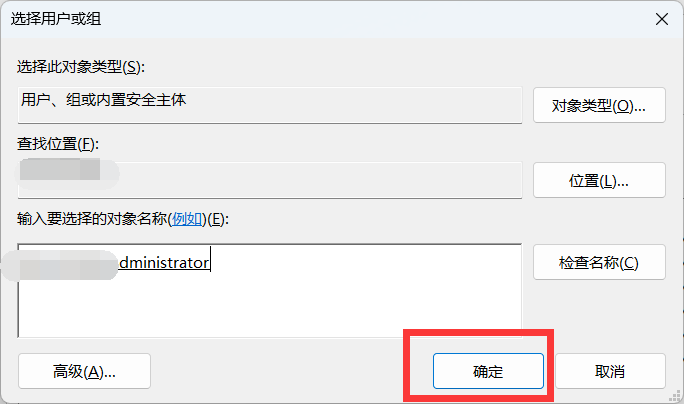 选择用户或组
选择此对象类型(S):
用户、组或内置安全主体
对象类型(O)...
查找位置(F):
位置(L)...
输入要选择的对象名称(例如)(E):
dministrator
检查名称(C)
高级(A)...
确定
取消